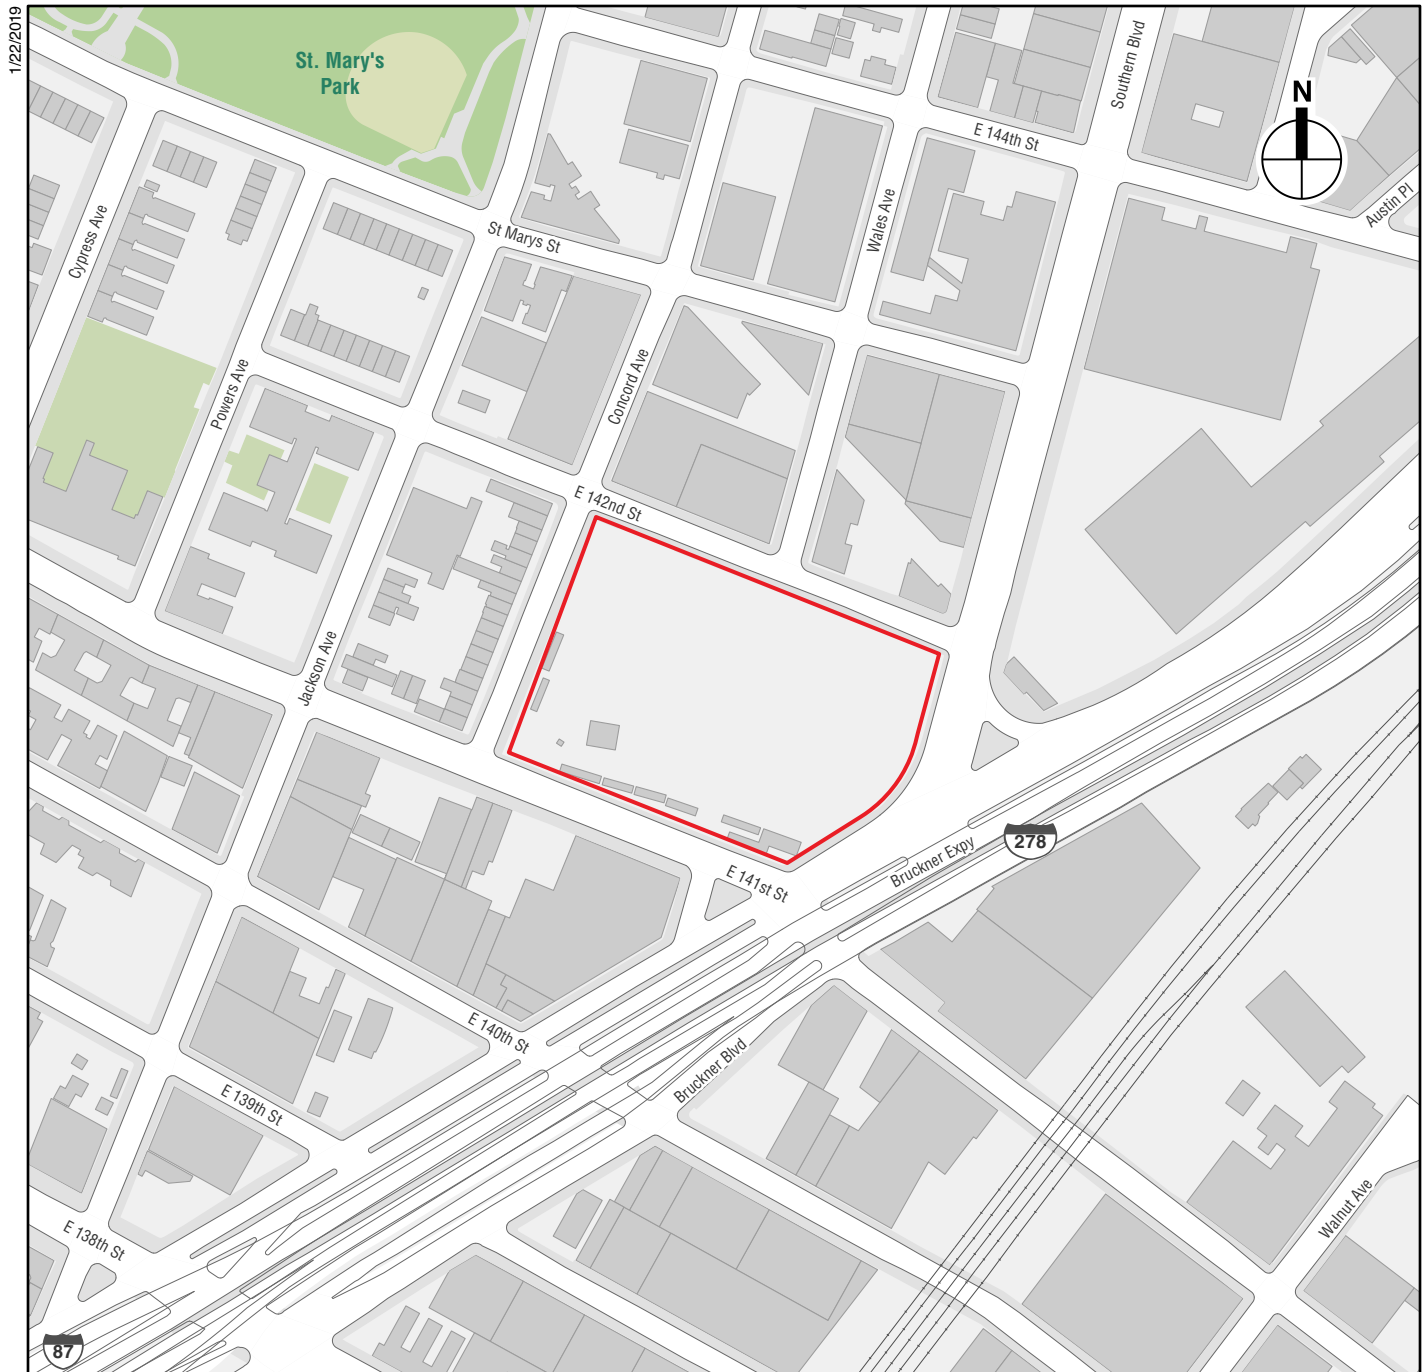 1/22/2019
St. Mary's
Park
Southern Blvd
N
E 144th St
Austin Pl
Wales Ave
Cypress Ave
St Marys St
Concord Ave
Powers Ave
E 142nd St
Jackson Ave
278
Bruckner Expy
E 141st St
E 140th St
Bruckner Blvd
E 139th St
Walnut Ave
E 138th St
87